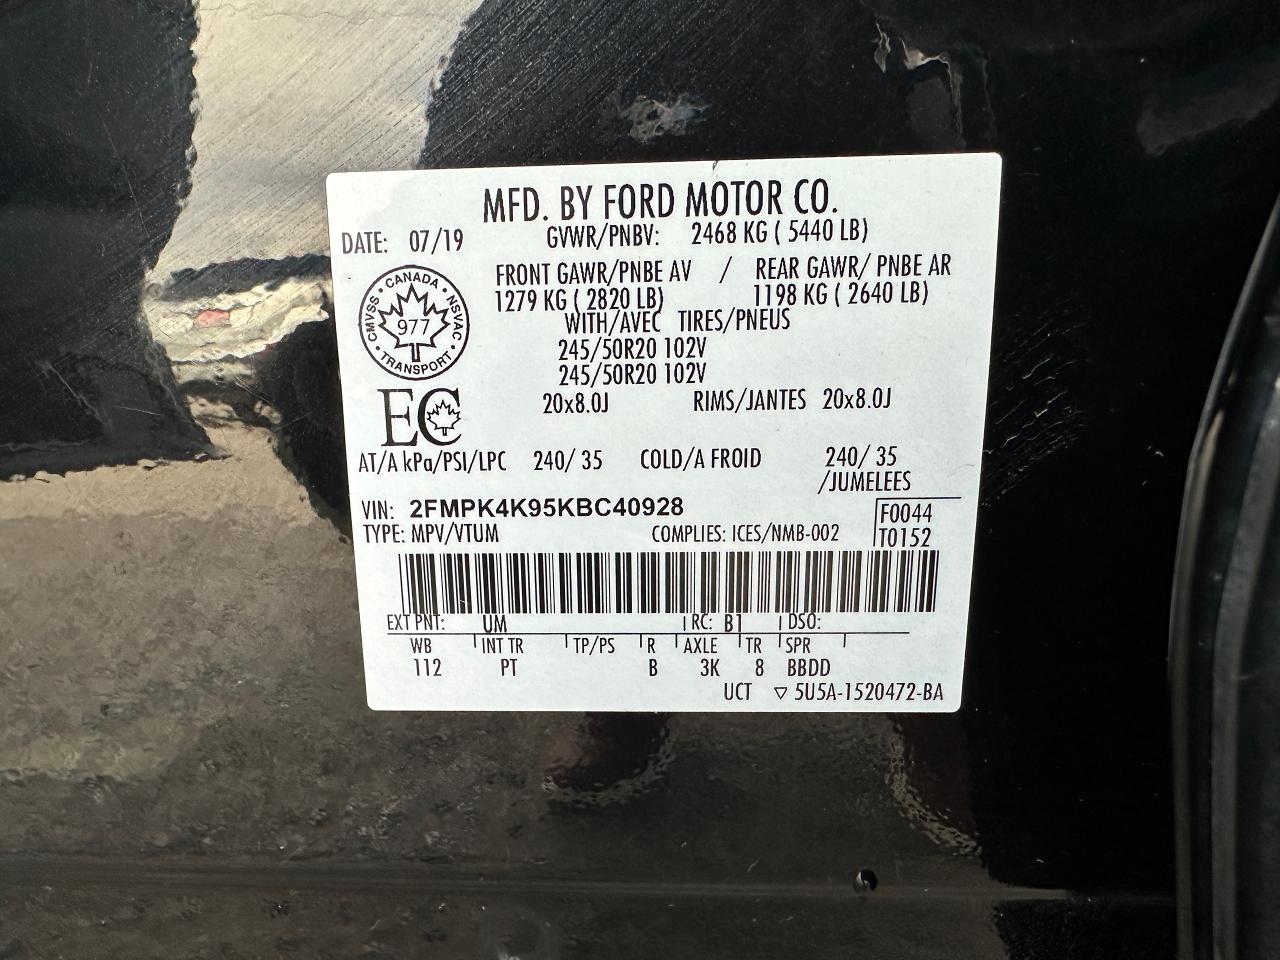 MFD. BY FORD MOTOR CO.
DATE: 07/19 GVWR/PNBV: 2468 KG ( 5440 LB)
FRONT GAWR/PNBE AV / REAR GAWR/ PNBE AR
1279 KG ( 2820 LB) 1198 KG ( 2640 LB)
WITH/AVEC TIRES/PNEUS
245/50R20 102V
245/50R20 102V
20x8.0J RIMS/JANTES 20x8.0J
CANADA
CMVSS NSVAC
977
TRANSPORT
EC
AT/A kPa/PSI/LPC 240/ 35 COLD/A FROID 240/ 35
/JUMELEES
VIN: 2FMPK4K95KBC40928
TYPE: MPV/VTUM COMPLIES: ICES/NMB-002
F0044
T0152
EXT PNT: UM RC: B1 DSO:
WB INT TR TP/PS R AXLE TR SPR
112 PT B 3K 8 BBDD
UCT ▽ 5U5A-1520472-BA